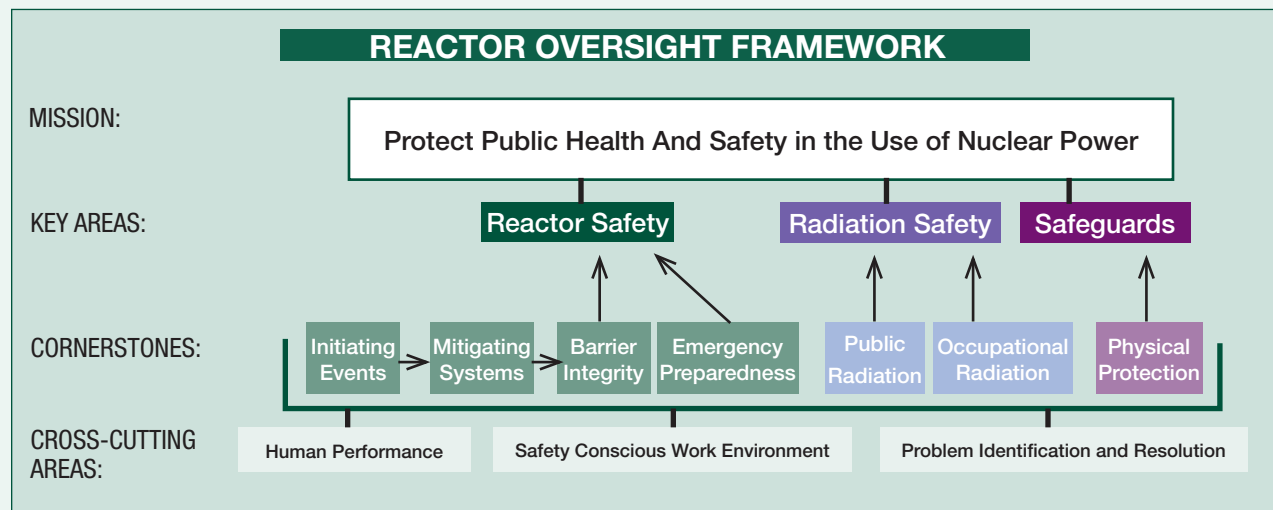 REACTOR OVERSIGHT FRAMEWORK
MISSION:
Protect Public Health And Safety in the Use of Nuclear Power
KEY AREAS:
Reactor Safety
Radiation Safety
Safeguards
CORNERSTONES:
Initiating
Events
Mitigating
Systems
Barrier
Integrity
Emergency
Preparedness
Public
Radiation
Occupational
Radiation
Physical
Protection
CROSS-CUTTING
AREAS:
Human Performance
Safety Conscious Work Environment
Problem Identification and Resolution